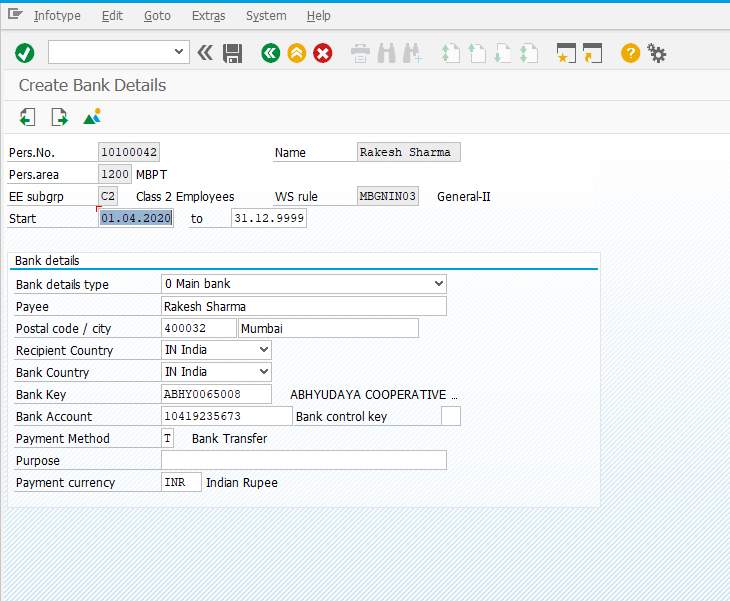 Infotype Edit Goto Extras System Help
Create Bank Details
Pers.No. 10100042 Name Rakesh Sharma
Pers.area 1200 MBPT
EE subgrp C2 Class 2 Employees WS rule MBGNIN03 General-II
Start 01.04.2020 to 31.12.9999
Bank details
Bank details type 0 Main bank
Payee Rakesh Sharma
Postal code / city 400032 Mumbai
Recipient Country IN India
Bank Country IN India
Bank Key ABHY0065008 ABHYUDAYA COOPERATIVE ...
Bank Account 10419235673 Bank control key
Payment Method T Bank Transfer
Purpose
Payment currency INR Indian Rupee